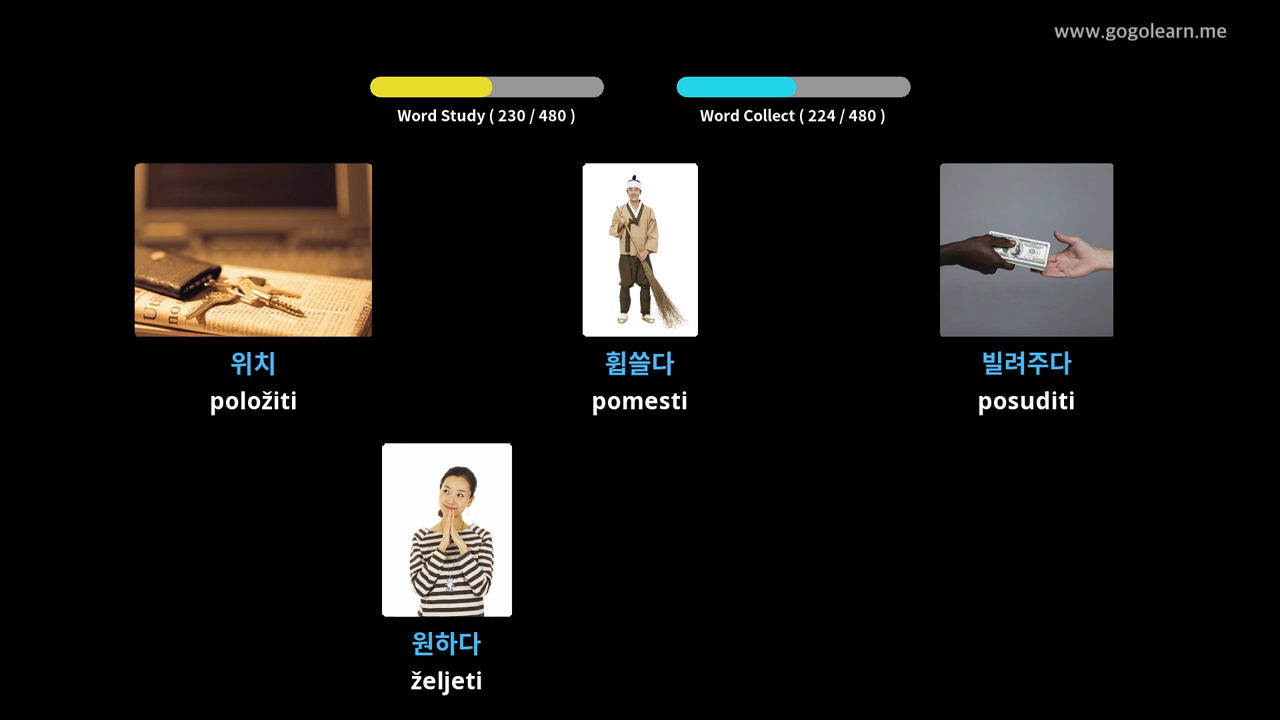 www.gogolearn.me
Word Study ( 230 / 480 )
Word Collect ( 224 / 480 )
위치
položiti
휩쓸다
pomesti
빌려주다
posuditi
원하다
željeti